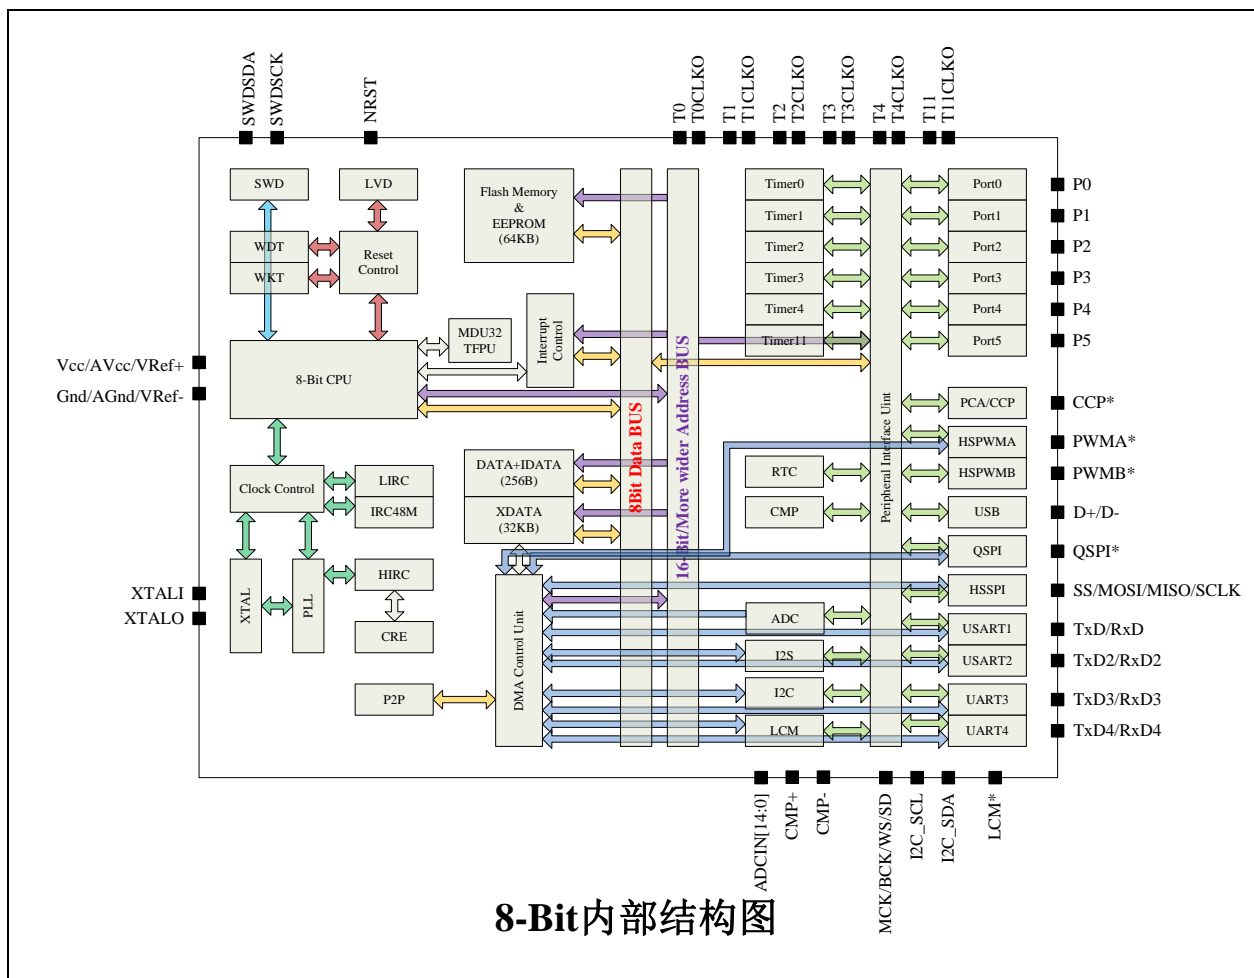 SWDSDA
SWDSCK
NRST
T0
T0CLKO
T1
T1CLKO
T2
T2CLKO
T3
T3CLKO
T4
T4CLKO
T11
T11CLKO
SWD
LVD
WDT
WKT
Reset
Control
Flash Memory
&
EEPROM
(64KB)
Timer0
Timer1
Timer2
Timer3
Timer4
Timer11
Port0
Port1
Port2
Port3
Port4
Port5
P0
P1
P2
P3
P4
P5
MDU32
TFPU
Interrupt
Control
Vcc/AVcc/VRef+
Gnd/AGnd/VRef-
8-Bit CPU
8Bit Data BUS
16-Bit/More wider Address BUS
Peripheral Interface Uint
PCA/CCP
CCP*
HSPWMA
PWMA*
HSPWMB
PWMB*
RTC
CMP
USB
D+/D-
QSPI
QSPI*
HSSPI
SS/MOSI/MISO/SCLK
Clock Control
LIRC
IRC48M
DATA+IDATA
(256B)
XDATA
(32KB)
XTAL
PLL
HIRC
CRE
XTALI
XTALO
P2P
DMA Control Unit
ADC
I2S
I2C
LCM
USART1
TxD/RxD
USART2
TxD2/RxD2
UART3
TxD3/RxD3
UART4
TxD4/RxD4
ADCIN[14:0]
CMP+
CMP-
MCK/BCK/WS/SD
I2C_SCL
I2C_SDA
LCM*
8-Bit内部结构图